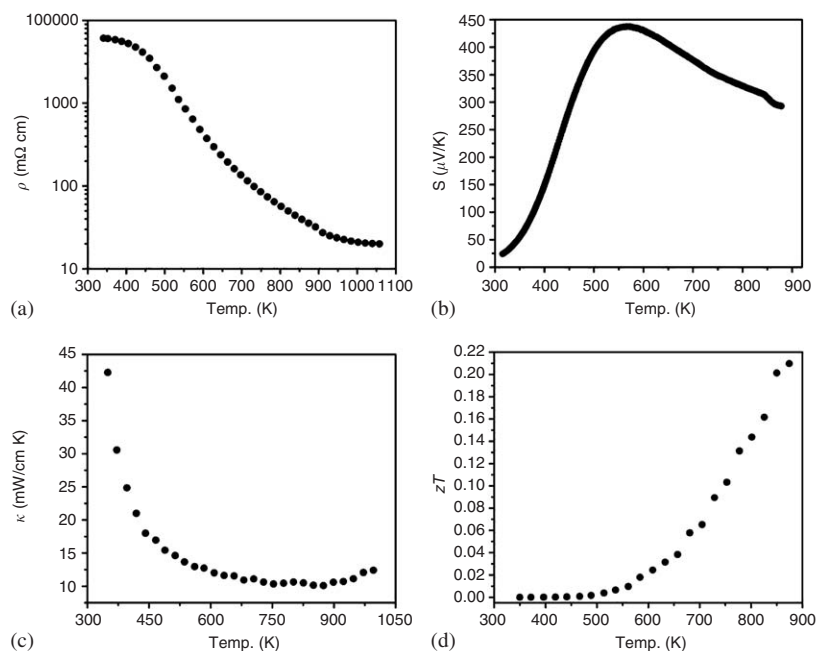 100000
1000
100
10
ρ (mΩ cm)
300 400 500 600 700 800 900 1000 1100
Temp. (K)
(a)
450
400
350
300
250
200
150
100
50
0
S (μV/K)
300 400 500 600 700 800 900
Temp. (K)
(b)
45
40
35
30
25
20
15
10
κ (mW/cm K)
300 450 600 750 900 1050
Temp. (K)
(c)
0.22
0.20
0.18
0.16
0.14
0.12
0.10
0.08
0.06
0.04
0.02
0.00
zT
300 400 500 600 700 800 900
Temp. (K)
(d)